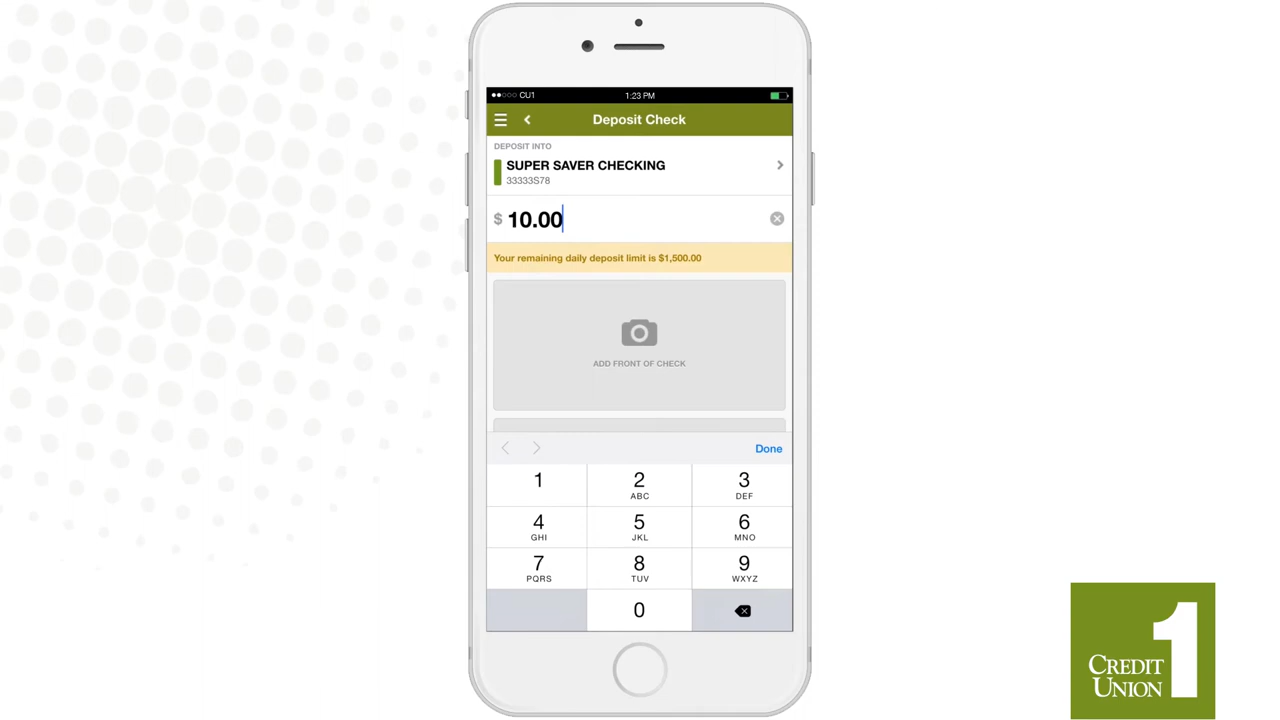 CU1 1:23 PM
Deposit Check
DEPOSIT INTO
SUPER SAVER CHECKING
33333S78
$ 10.00
Your remaining daily deposit limit is $1,500.00
ADD FRONT OF CHECK
Done
1 2 3
ABC DEF
4 5 6
GHI JKL MNO
7 8 9
PQRS TUV WXYZ
0
1
CREDIT
UNION